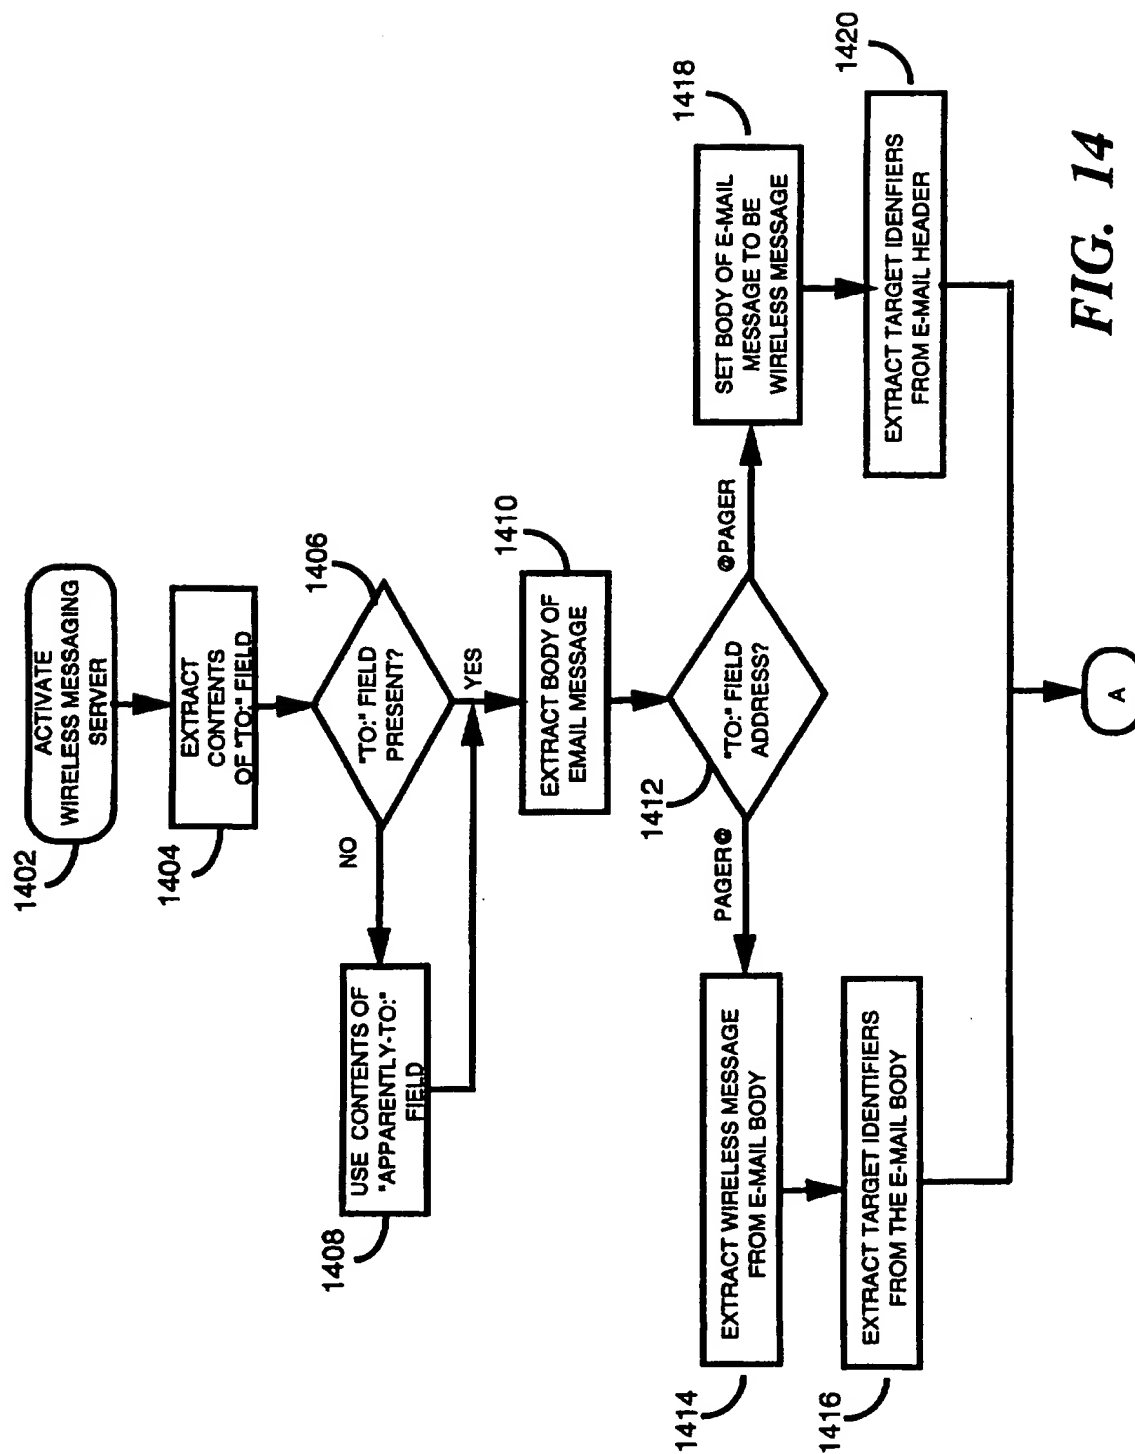 ACTIVATE
WIRELESS MESSAGING
SERVER
1402
EXTRACT
CONTENTS
OF "TO:" FIELD
1404
"TO:" FIELD
PRESENT?
1406
NO
YES
USE CONTENTS OF
"APPARENTLY-TO:"
FIELD
1408
EXTRACT BODY OF
EMAIL MESSAGE
1410
"TO:" FIELD
ADDRESS?
1412
PAGER@
@PAGER
EXTRACT WIRELESS MESSAGE
FROM E-MAIL BODY
1414
SET BODY OF E-MAIL
MESSAGE TO BE
WIRELESS MESSAGE
1418
EXTRACT TARGET IDENTIFIERS
FROM THE E-MAIL BODY
1416
EXTRACT TARGET IDENFIERS
FROM E-MAIL HEADER
1420
A
FIG. 14